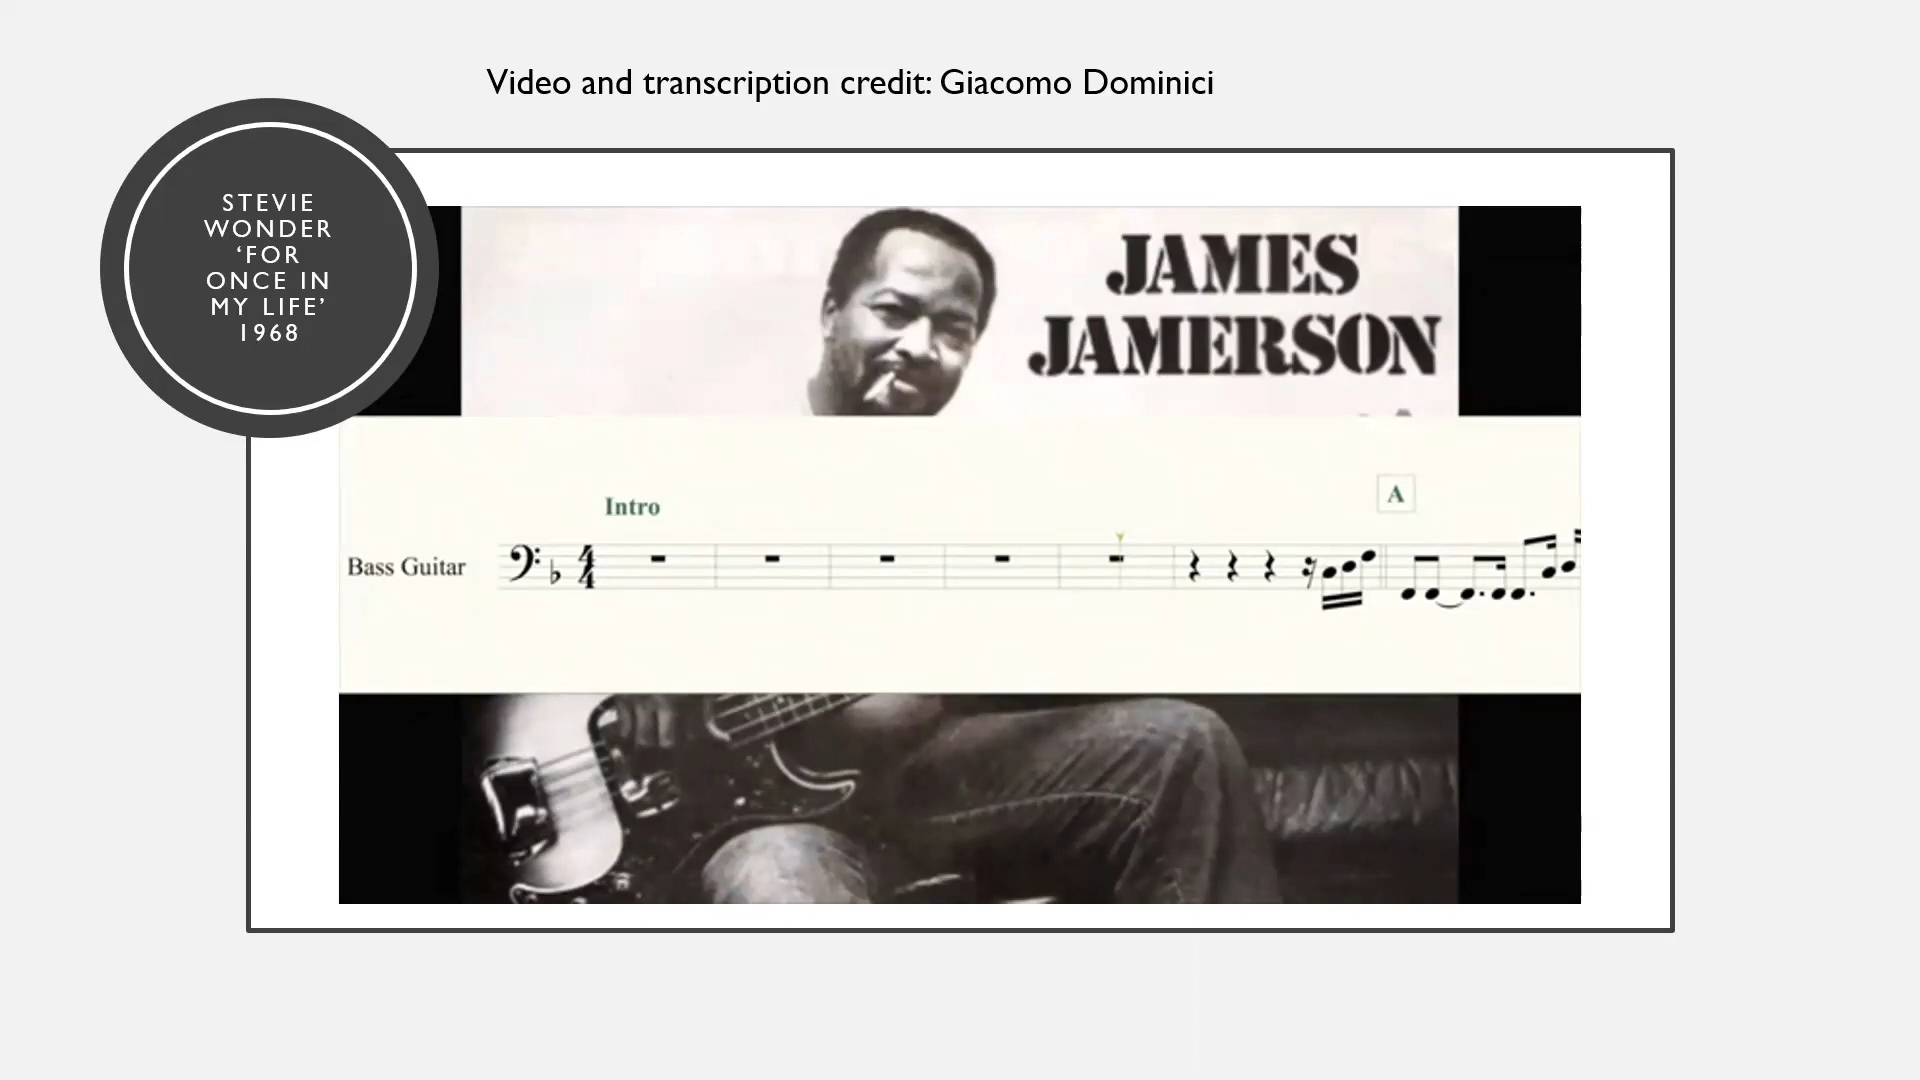 Video and transcription credit: Giacomo Dominici
STEVIE
WONDER
‘FOR
ONCE IN
MY LIFE’
1968
JAMES
JAMERSON
Intro
A
Bass Guitar